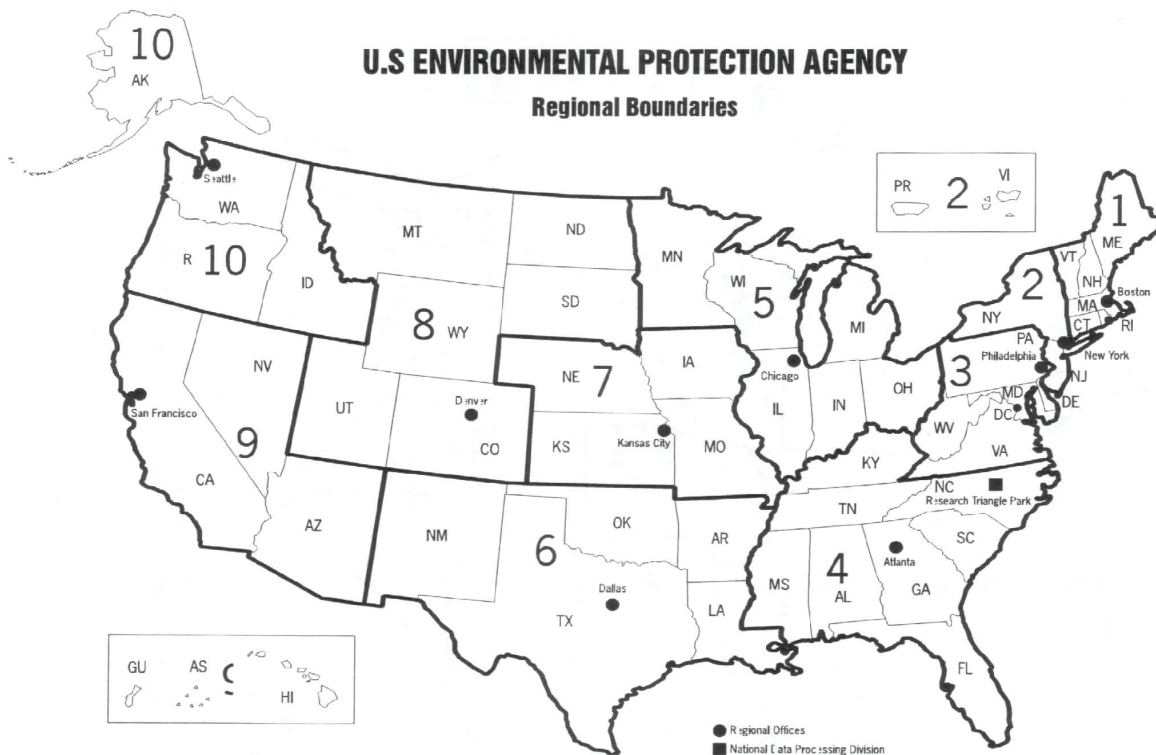 10
AK
U.S ENVIRONMENTAL PROTECTION AGENCY
Regional Boundaries
PR 2 VI
Seattle
WA
MT
ND
MN
1
ME
VT
NH
R 10
ID
SD
WI
5
MI
2
NY
Boston
MA
CT
RI
8 WY
PA
New York
Philadelphia
3
NJ
NV
NE 7
IA
Chicago
OH
MD
DE
DC
San Francisco
UT
Denver
CO
IL
IN
WV
VA
9
CA
KS
Kansas City
MO
KY
NC
Research Triangle Park
TN
AZ
NM
OK
AR
SC
6
Dallas
TX
MS
4
AL
Atlanta
GA
LA
FL
GU AS 9 HI
Regional Offices
National Data Processing Division